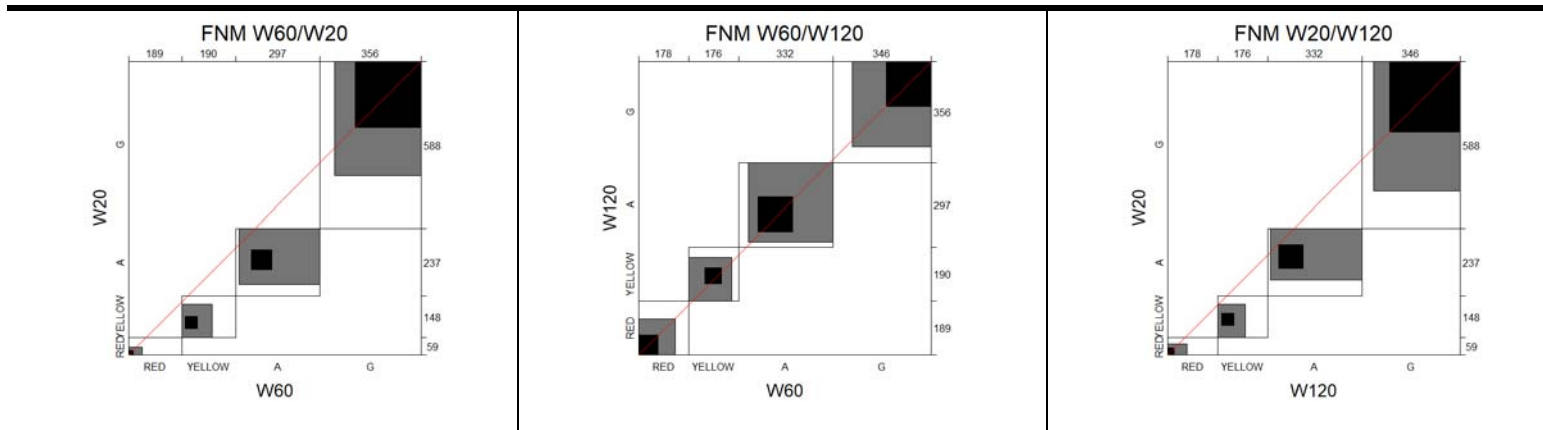 FNM W60/W20
189 190 297 356
G
588
W20
A
237
YELLOW
148
RED
59
RED YELLOW A G
W60
FNM W60/W120
178 176 332 346
G
356
W120
A
297
YELLOW
190
RED
189
RED YELLOW A G
W60
FNM W20/W120
178 176 332 346
G
588
W20
A
237
YELLOW
148
RED
59
RED YELLOW A G
W120